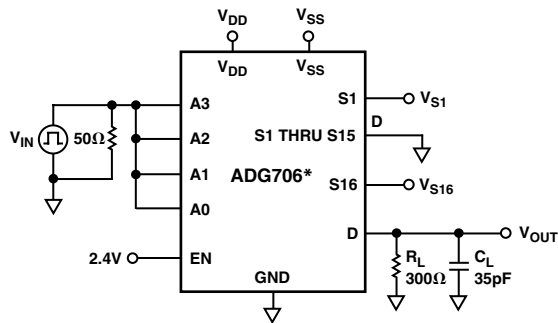 VDD VSS
VDD VSS
A3
A2
A1
A0
VIN
50Ω
2.4V
EN
ADG706*
GND
S1
VS1
D
S1 THRU S15
S16
VS16
D
VOUT
RL
300Ω
CL
35pF